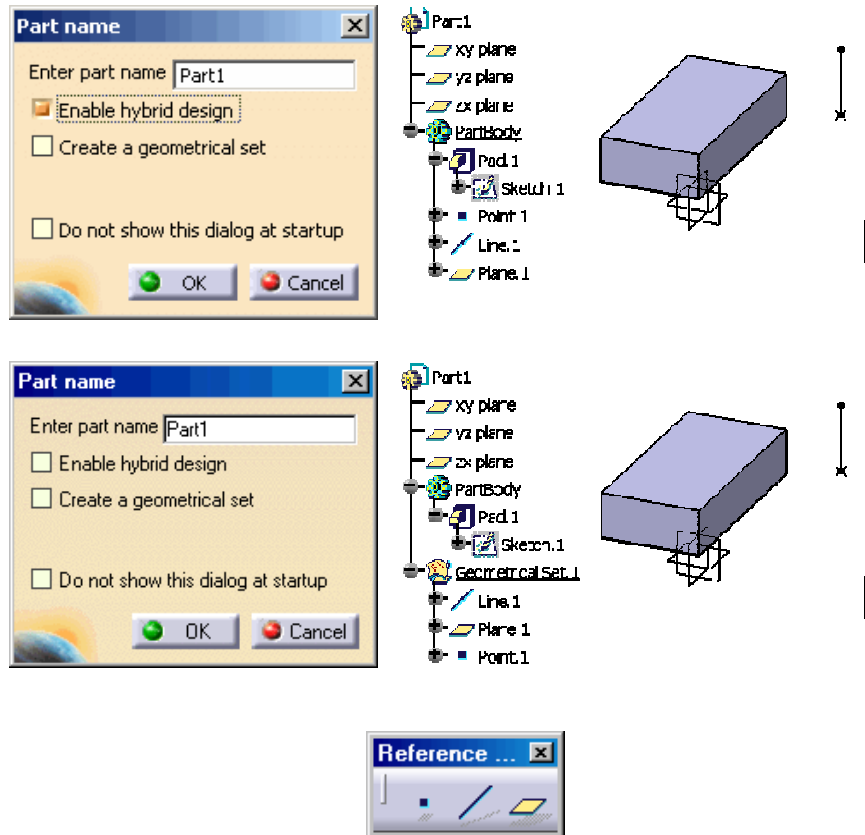 Part name
Enter part name Part1
Enable hybrid design
Create a geometrical set
Do not show this dialog at startup
OK Cancel
Part1
xy plane
yz plane
zx plane
PartBody
Pad.1
Sketch.1
Point.1
Line.1
Plane.1
Part name
Enter part name Part1
Enable hybrid design
Create a geometrical set
Do not show this dialog at startup
OK Cancel
Part1
xy plane
yz plane
zx plane
PartBody
Pad.1
Sketch.1
Geometrical Set.1
Line.1
Plane.1
Point.1
Reference ...